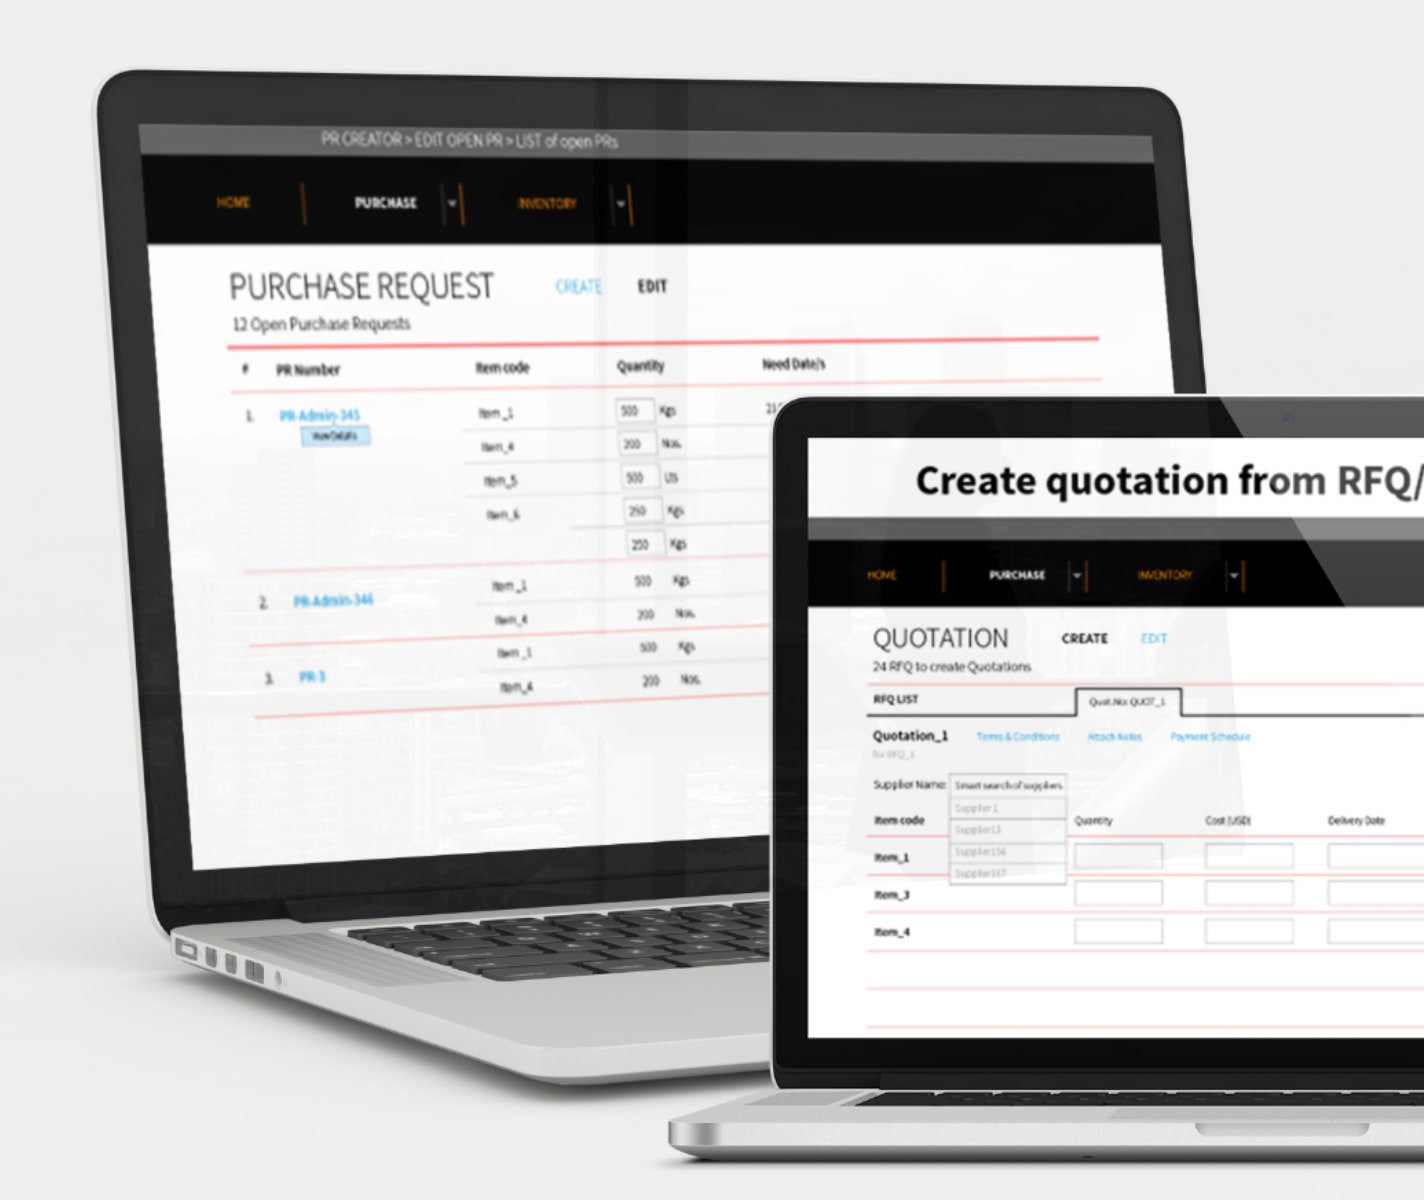 PR CREATOR > EDIT OPEN PR > LIST of open PRs
HOME PURCHASE INVENTORY
PURCHASE REQUEST CREATE EDIT
12 Open Purchase Requests
# PR Number Item code Quantity Need Date/s
1. PR-Admin-345 Item_1 500 Kgs
View Details
Item_4 200 Nos.
Item_5 500 Lts
Item_6 250 Kgs
250 Kgs
2. PR-Admin-346 Item_1 500 Kgs
Item_4 200 Nos.
3. PR-3 Item_1 500 Kgs
Item_4 200 Nos.
Create quotation from RFQ/
HOME PURCHASE INVENTORY
QUOTATION CREATE EDIT
24 RFQ to create Quotations
RFQ LIST Quot.No: QUOT_1
Quotation_1 Terms & Conditions Attach Notes Payment Schedule
for RFQ_1
Supplier Name: Smart search of suppliers
Supplier1
Supplier13
Supplier156
Supplier167
Item code Quantity Cost (USD) Delivery Date
Item_1
Item_3
Item_4